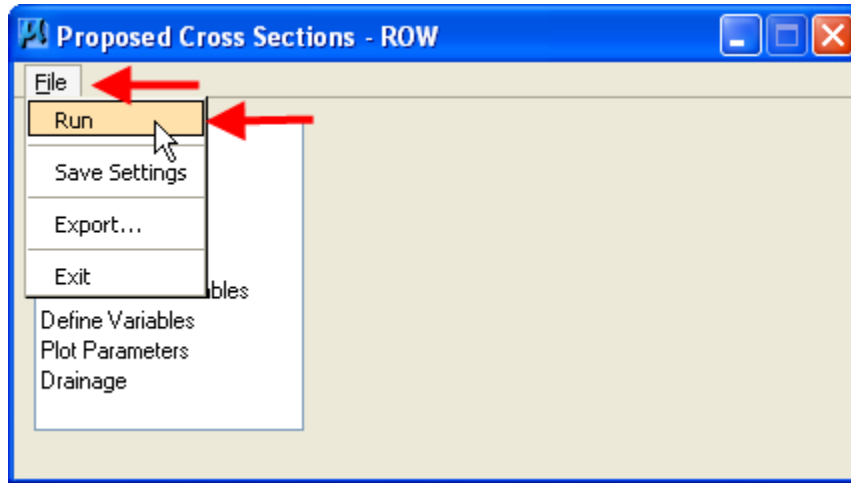 Proposed Cross Sections - ROW
File
Run
Save Settings
Export...
Exit
bles
Define Variables
Plot Parameters
Drainage